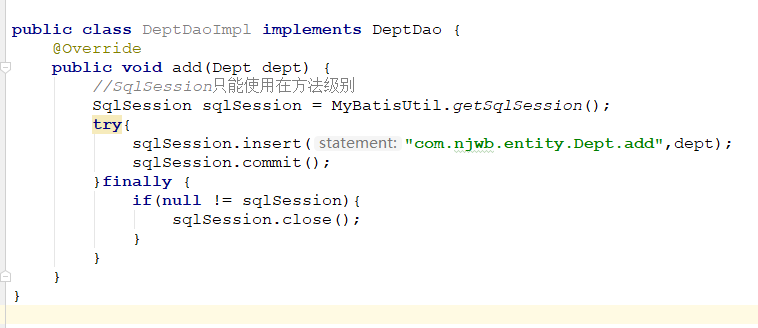 public class DeptDaoImpl implements DeptDao {
@Override
public void add(Dept dept) {
//SqlSession只能使用在方法级别
SqlSession sqlSession = MyBatisUtil.getSqlSession();
try{
sqlSession.insert( statement: "com.njwb.entity.Dept.add",dept);
sqlSession.commit();
}finally {
if(null != sqlSession){
sqlSession.close();
}
}
}
}